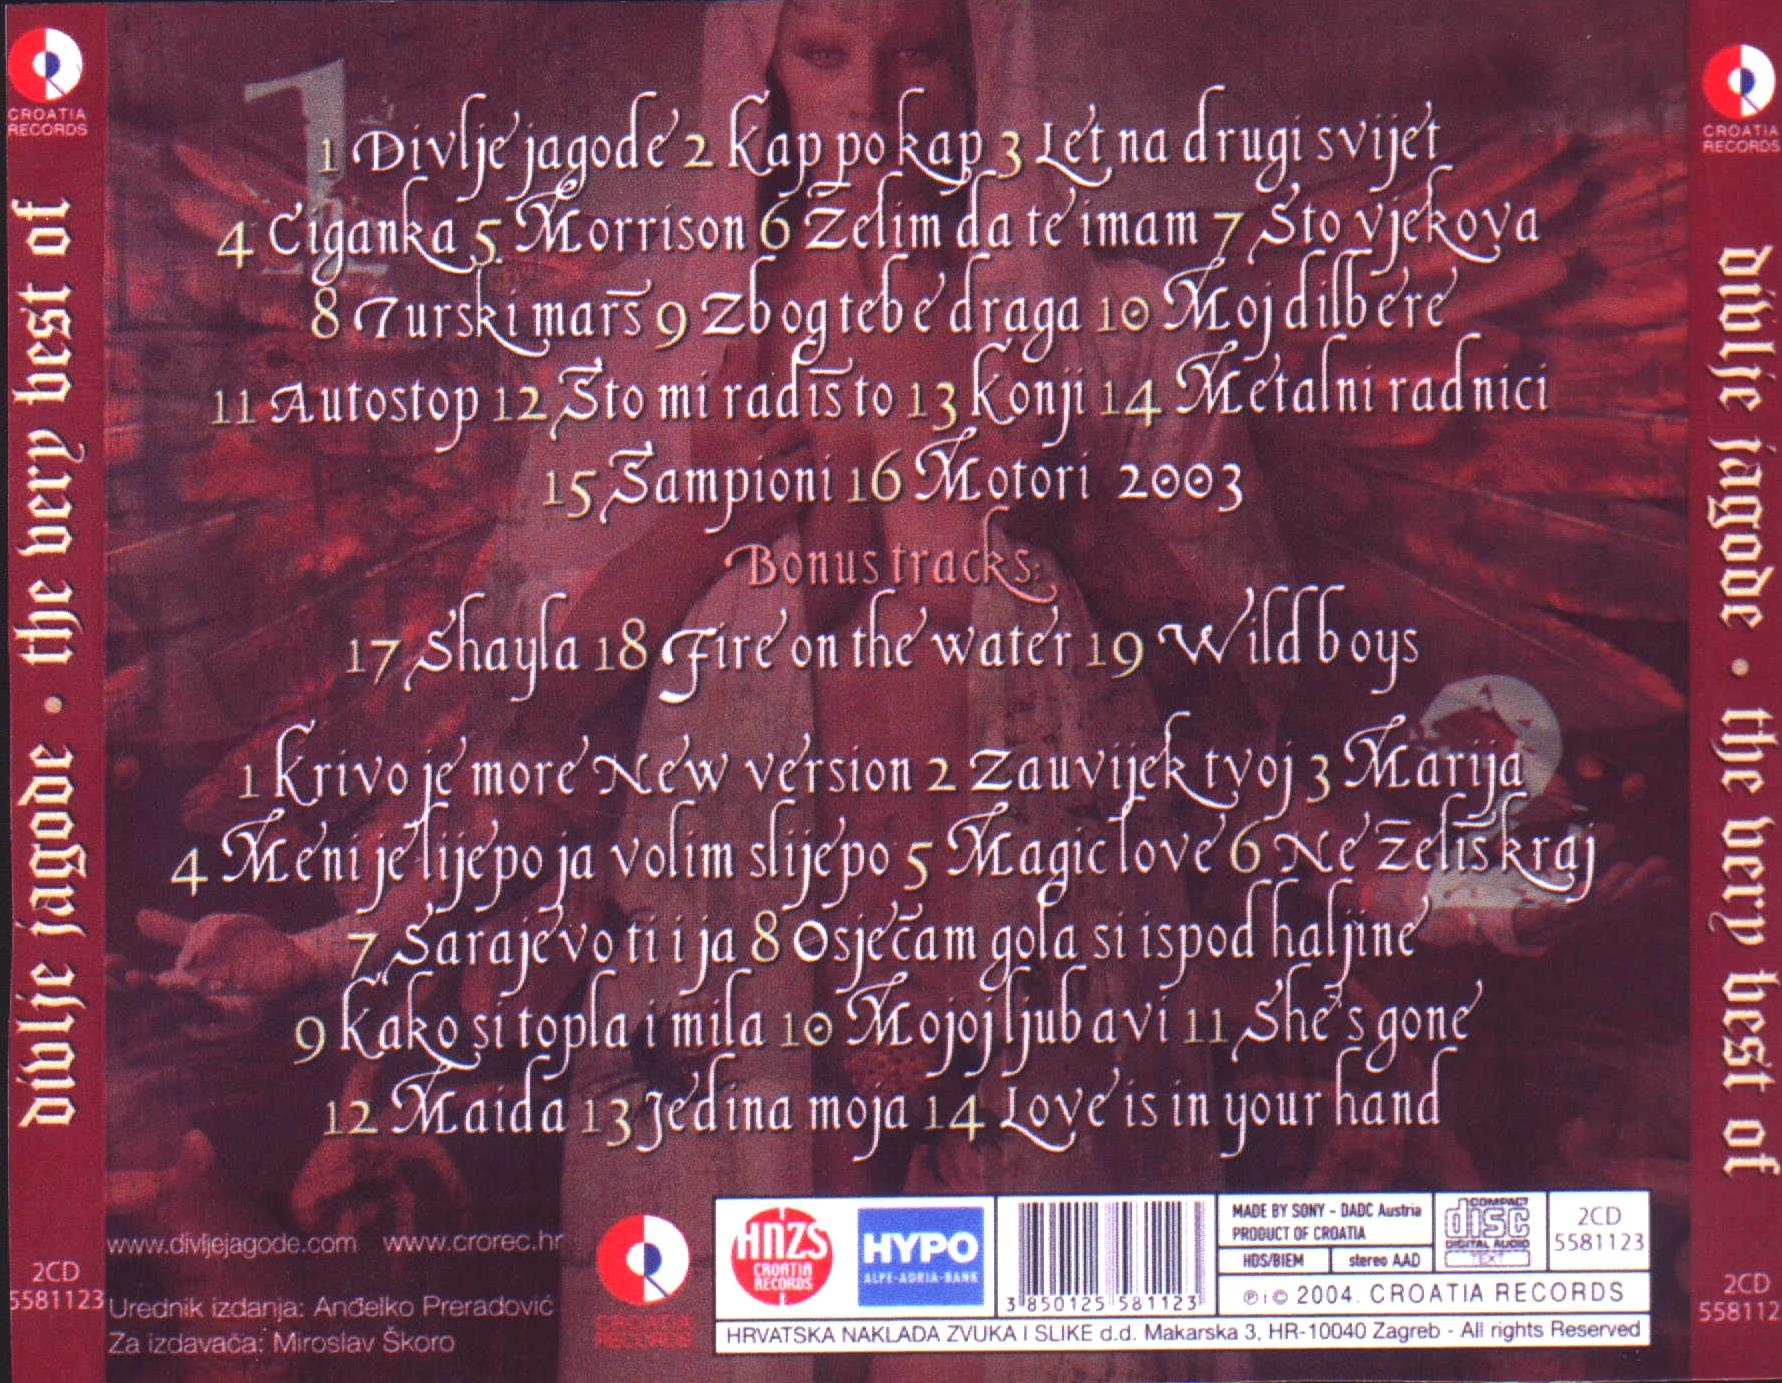 CROATIA
RECORDS
divlje jagode • the very best of
2CD
5581123
1
1 Divlje jagode 2 Kap po kap 3 Let na drugi svijet
4 Ciganka 5 Morrison 6 Želim da te imam 7 Sto vjekova
8 Turski marš 9 Zbog tebe draga 10 Moj dilbere
11 Autostop 12 Što mi radiš to 13 Konji 14 Metalni radnici
15 Šampioni 16 Motori 2003
Bonus tracks:
17 Shayla 18 Fire on the water 19 Wild boys
2
1 Krivo je more New version 2 Zauvijek tvoj 3 Marija
4 Meni je lijepo ja volim slijepo 5 Magic love 6 Ne želiš kraj
7 Sarajevo ti i ja 8 Osječam gola si ispod haljine
9 Kako si topla i mila 10 Mojoj ljubavi 11 She's gone
12 Maida 13 Jedina moja 14 Love is in your hand
www.divljejagode.com www.crorec.hr
Urednik izdanja: Anđelko Preradović
Za izdavača: Miroslav Škoro
CROATIA
RECORDS
HNZS
CROATIA
RECORDS
HYPO
ALPE-ADRIA-BANK
3 850125 581123
MADE BY SONY - DADC Austria
PRODUCT OF CROATIA
HDS/BIEM
stereo AAD
COMPACT
disc
DIGITAL AUDIO
TEXT
2CD
5581123
℗ i © 2004. CROATIA RECORDS
HRVATSKA NAKLADA ZVUKA I SLIKE d.d. Makarska 3, HR-10040 Zagreb - All rights Reserved
CROATIA
RECORDS
divlje jagode • the very best of
2CD
558112